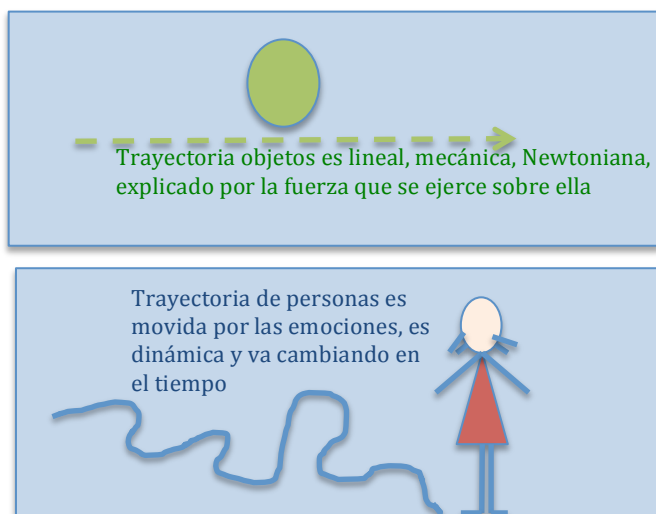 Trayectoria objetos es lineal, mecánica, Newtoniana,
explicado por la fuerza que se ejerce sobre ella
Trayectoria de personas es
movida por las emociones, es
dinámica y va cambiando en
el tiempo